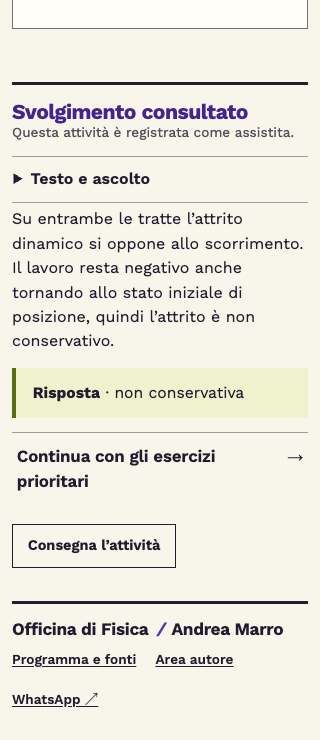 Svolgimento consultato
Questa attività è registrata come assistita.
▶ Testo e ascolto
Su entrambe le tratte l’attrito
dinamico si oppone allo scorrimento.
Il lavoro resta negativo anche
tornando allo stato iniziale di
posizione, quindi l’attrito è non
conservativo.
Risposta · non conservativa
Continua con gli esercizi →
prioritari
Consegna l’attività
Officina di Fisica / Andrea Marro
Programma e fonti Area autore
WhatsApp ↗